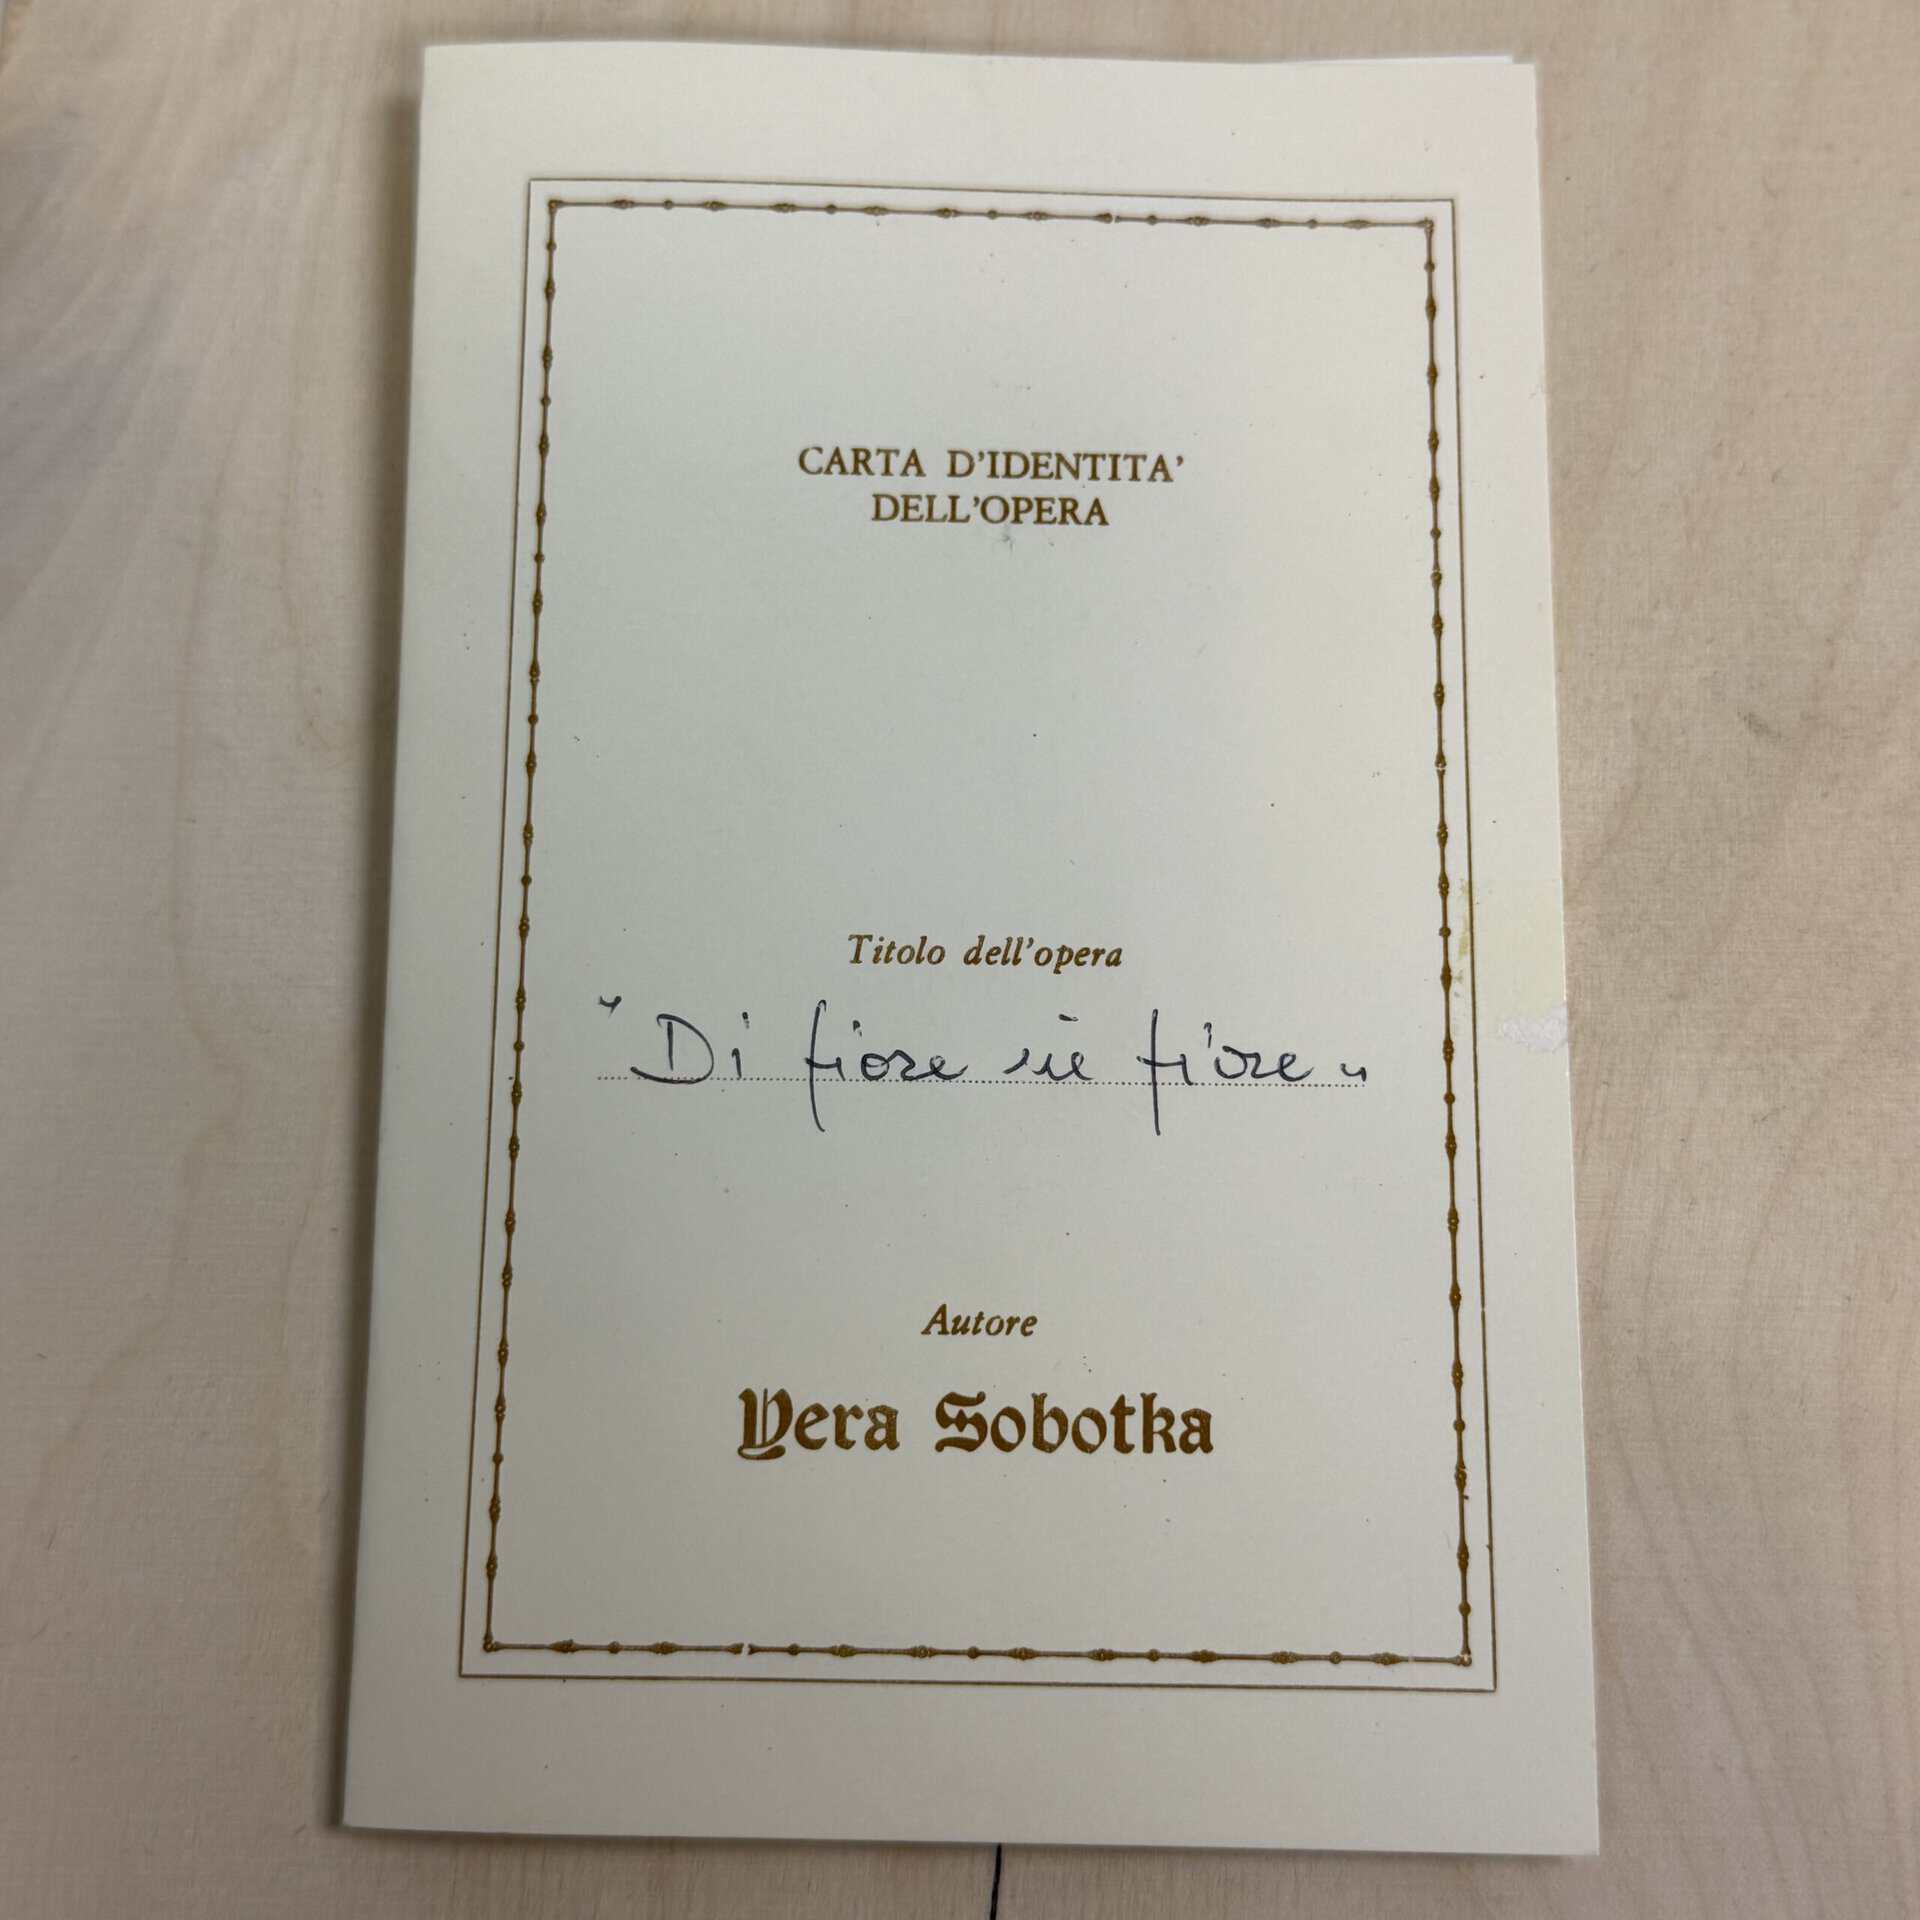 CARTA D'IDENTITA'
DELL'OPERA
Titolo dell'opera
"Di fiore in fiore"
Autore
Vera Sobotka